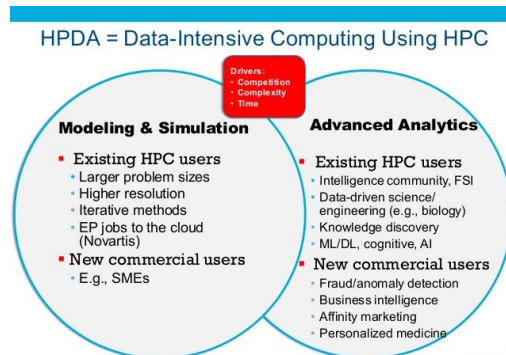 HPDA = Data-Intensive Computing Using HPC
Drivers:
• Competition
• Complexity
• Time
Modeling & Simulation
▪ Existing HPC users
• Larger problem sizes
• Higher resolution
• Iterative methods
• EP jobs to the cloud
(Novartis)
▪ New commercial users
• E.g., SMEs
Advanced Analytics
▪ Existing HPC users
• Intelligence community, FSI
• Data-driven science/
engineering (e.g., biology)
• Knowledge discovery
• ML/DL, cognitive, AI
▪ New commercial users
• Fraud/anomaly detection
• Business intelligence
• Affinity marketing
• Personalized medicine